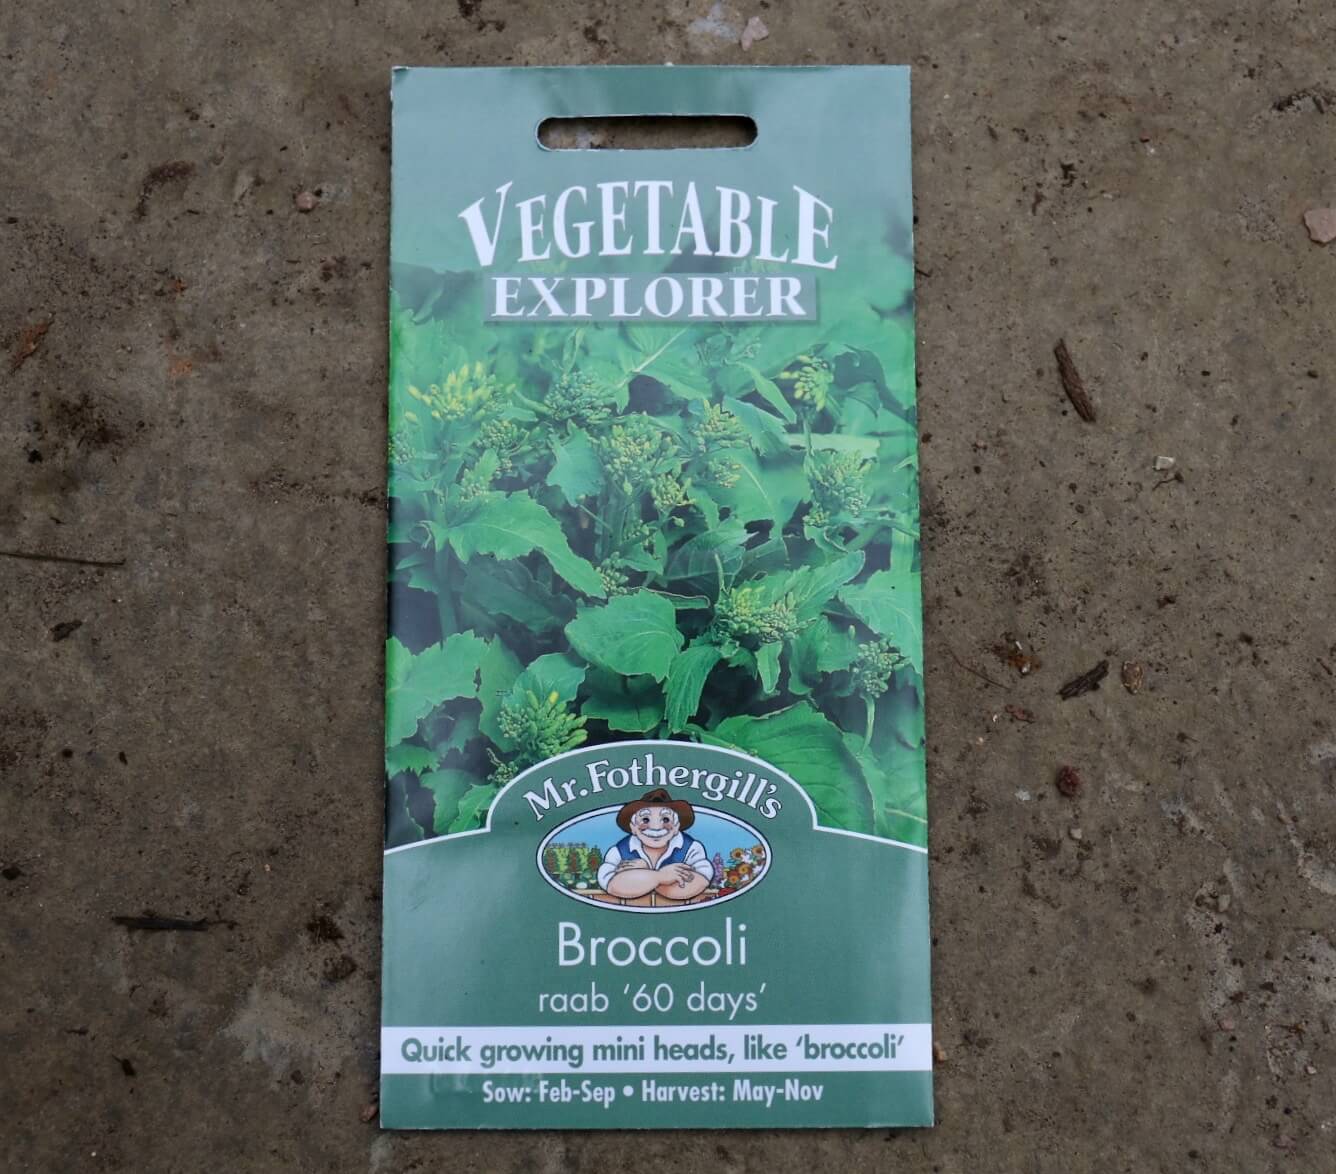 VEGETABLE
EXPLORER
Mr. Fothergill's
Broccoli
raab ‘60 days’
Quick growing mini heads, like ‘broccoli’
Sow: Feb-Sep • Harvest: May-Nov